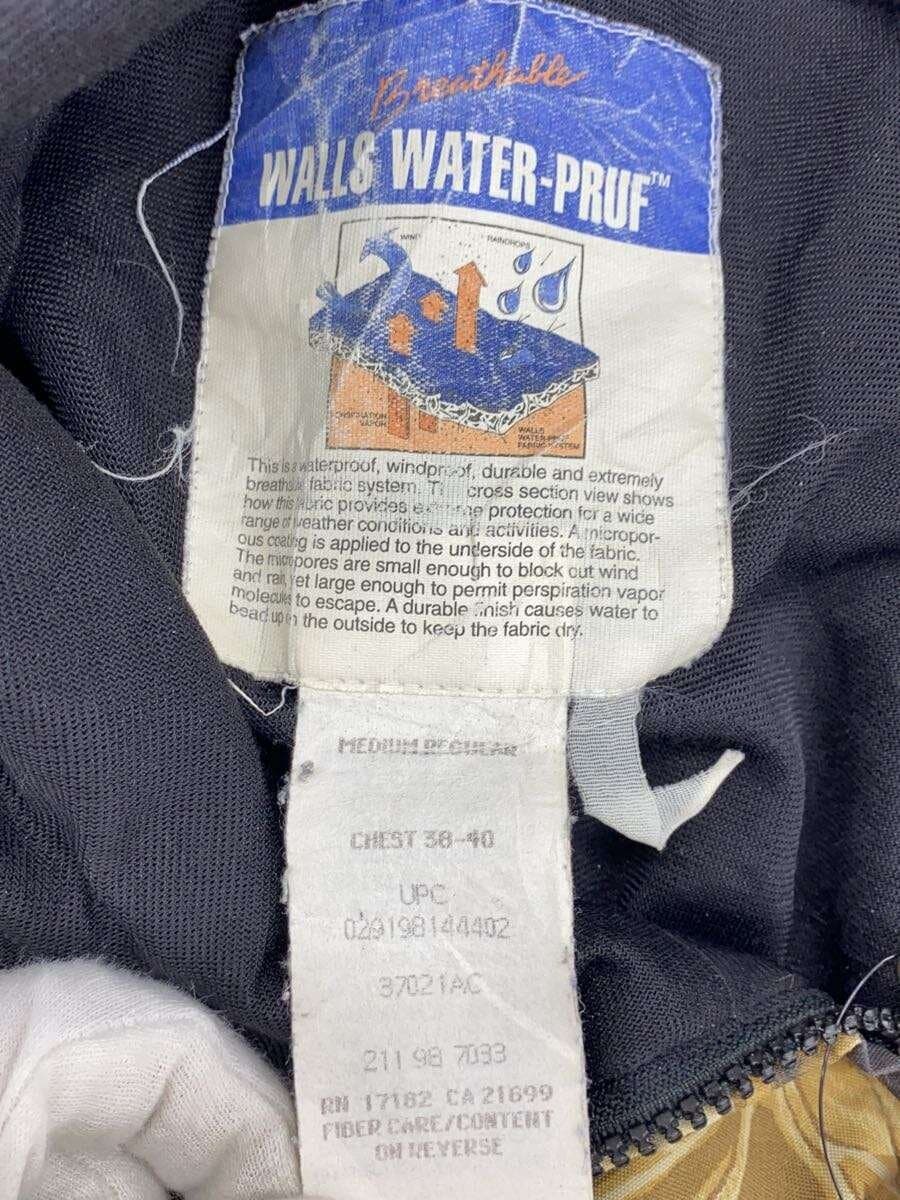 Breathable
WALLS WATER-PRUF™
WIND
RAINDROPS
VAPOR
WALLS
WATER-PRUF
FABRIC SYSTEM
This is a waterproof, windproof, durable and extremely
fabric system. cross section view shows
how this fabric provides protection for a wide
range of weather conditions and activities. A micropor-
ous coating is applied to the underside of the fabric.
The micropores are small enough to block out wind
and rain, yet large enough to permit perspiration vapor
molecules to escape. A durable finish causes water to
bead up on the outside to keep the fabric dry.
MEDIUM REGULAR
CHEST 38-40
UPC
029198144402
37021AC
211 98 7033
RN 17182 CA 21699
FIBER CARE/CONTENT
ON REVERSE